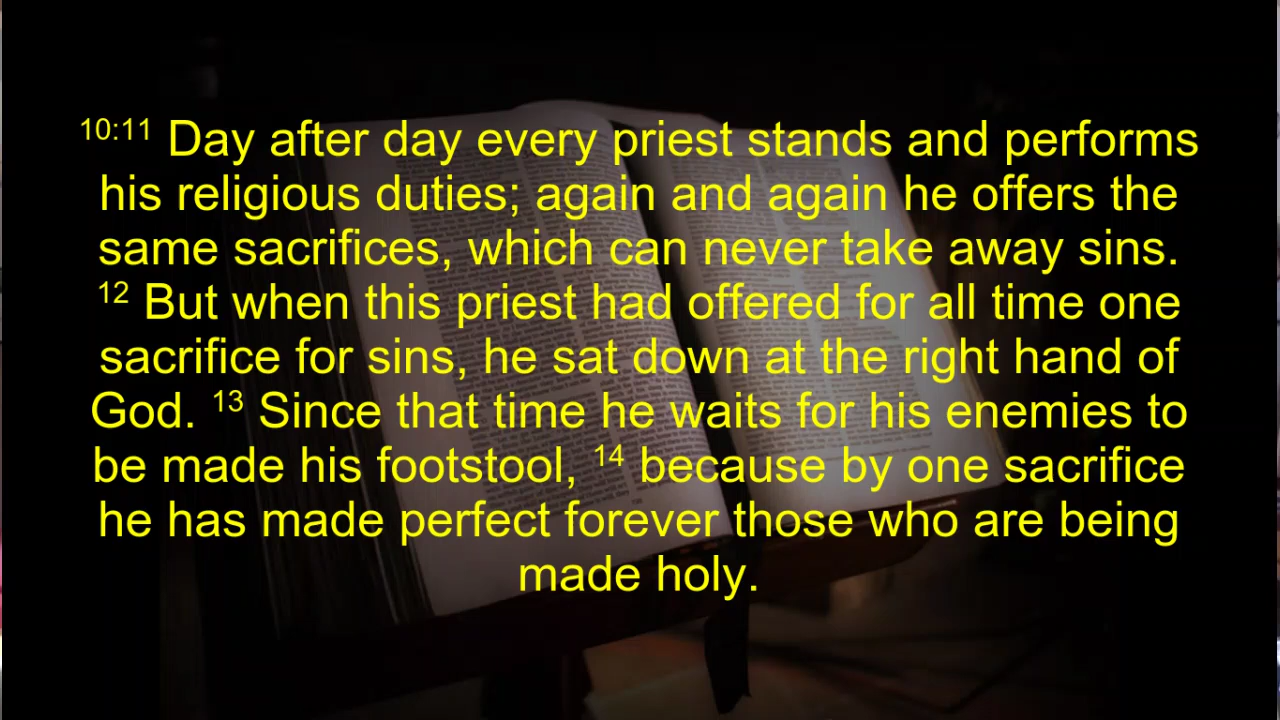 10:11 Day after day every priest stands and performs
his religious duties; again and again he offers the
same sacrifices, which can never take away sins.
12 But when this priest had offered for all time one
sacrifice for sins, he sat down at the right hand of
God. 13 Since that time he waits for his enemies to
be made his footstool, 14 because by one sacrifice
he has made perfect forever those who are being
made holy.